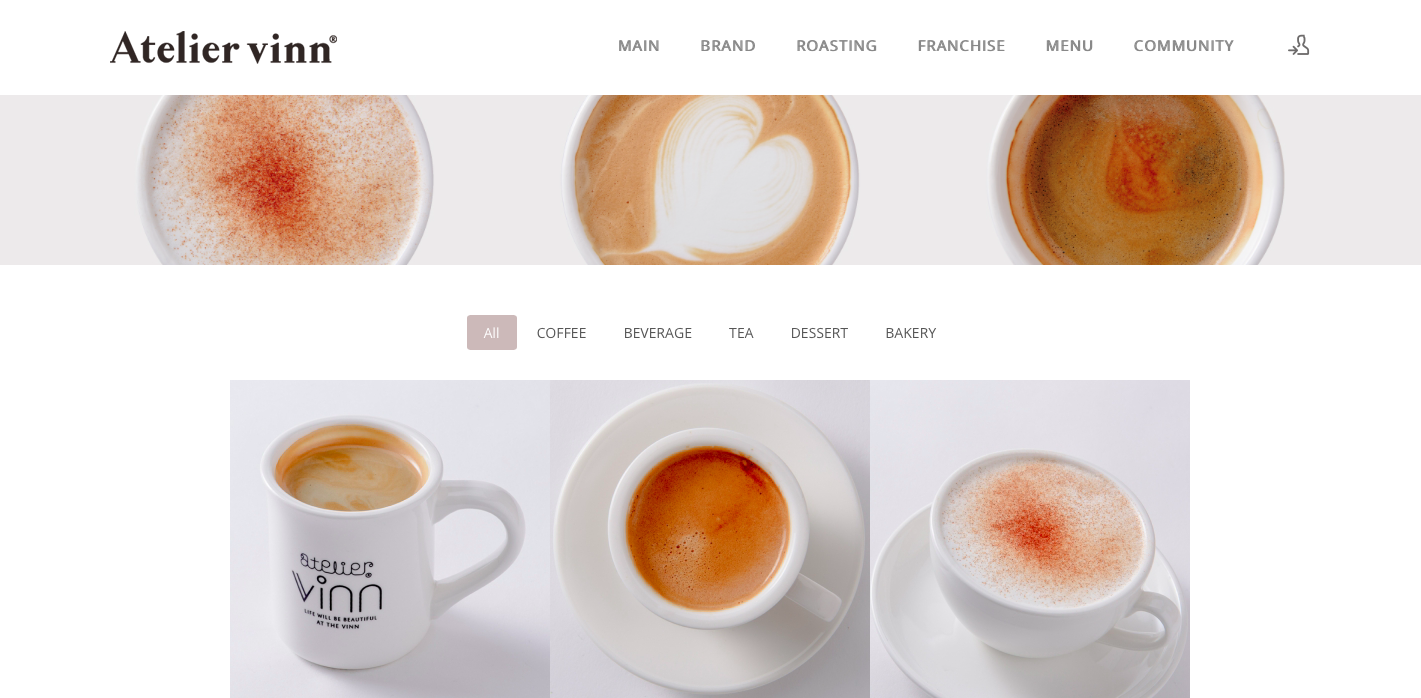 Atelier vinn®
MAIN BRAND ROASTING FRANCHISE MENU COMMUNITY
All COFFEE BEVERAGE TEA DESSERT BAKERY
atelier®
vinn
LIFE WILL BE BEAUTIFUL
AT THE VINN